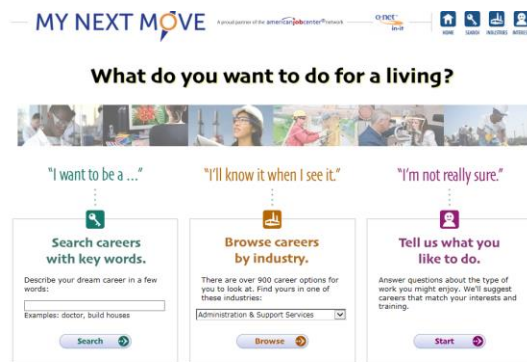 MY NEXT MOVE
A proud partner of the americanjobcenter® network
o·net
in-it
HOME SEARCH INDUSTRIES
What do you want to do for a living?
"I want to be a ..."
Search careers
with key words.
Describe your dream career in a few
words:
Examples: doctor, build houses
Search
"I'll know it when I see it."
Browse careers
by industry.
There are over 900 career options for
you to look at. Find yours in one of
these industries:
Administration & Support Services
Browse
"I'm not really sure."
Tell us what you
like to do.
Answer questions about the type of
work you might enjoy. We'll suggest
careers that match your interests and
training.
Start